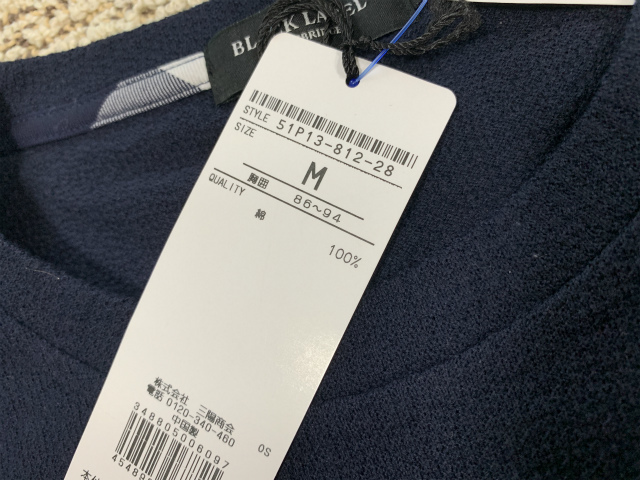 BLACK LABEL
STYLE 51P13-812-28
SIZE M
胸囲 86～94
QUALITY
綿 100%
株式会社 三陽商会
電話 0120-340-460
中国製 OS
348805006097